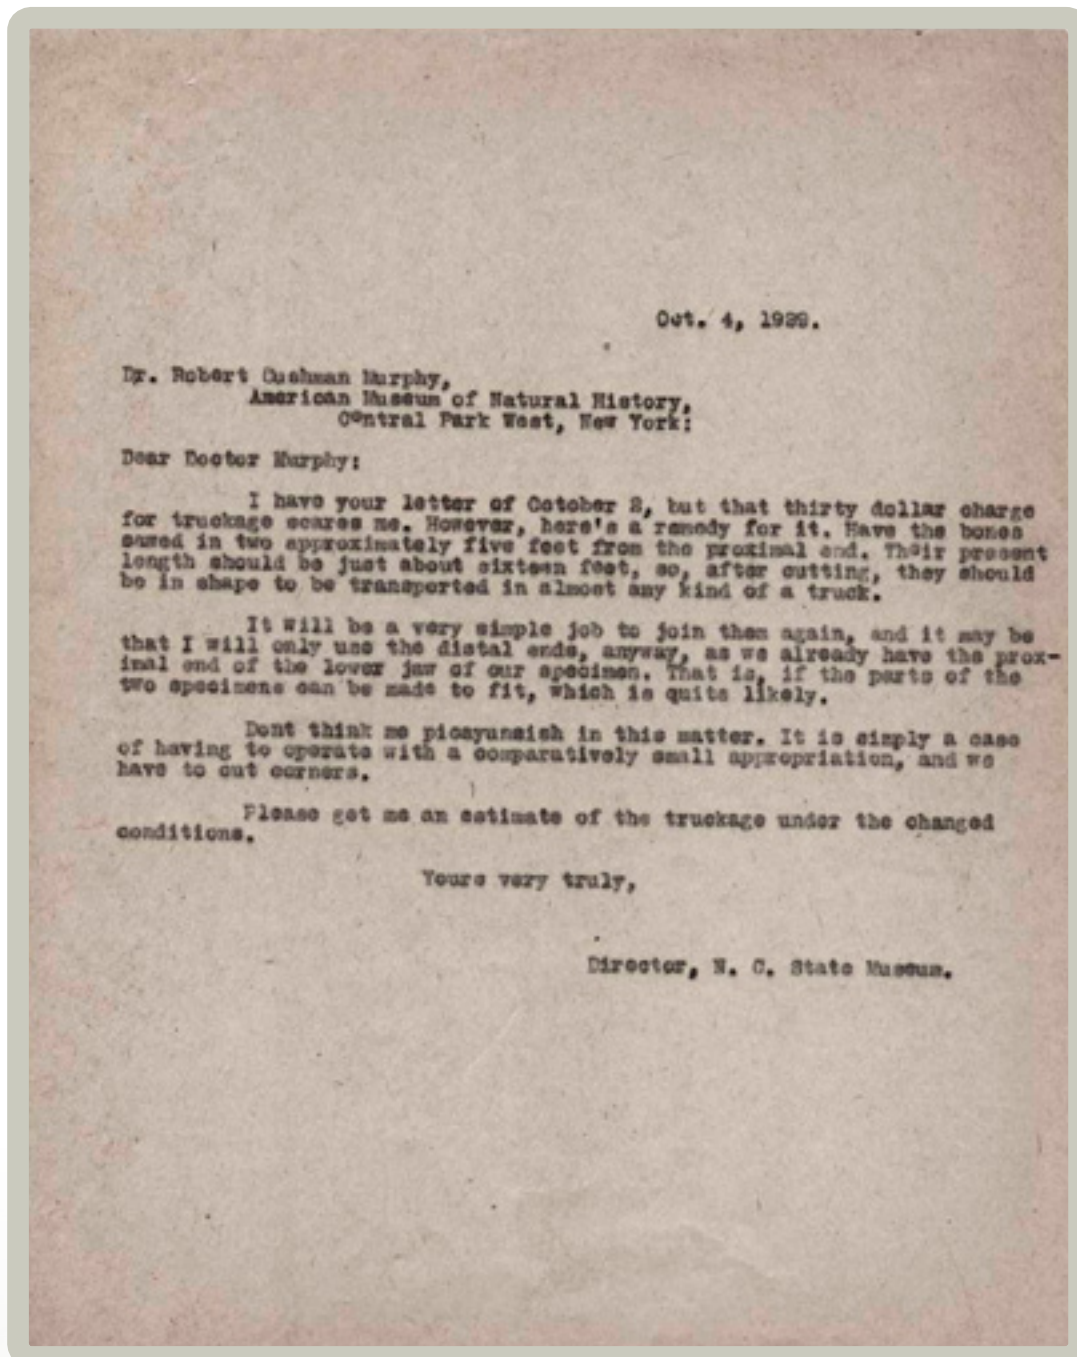 Oct. 4, 1929.
Dr. Robert Cushman Murphy,
American Museum of Natural History,
Central Park West, New York:
Dear Doctor Murphy:
I have your letter of October 2, but that thirty dollar charge
for truckage scares me. However, here's a remedy for it. Have the bones
sawed in two approximately five feet from the proximal end. Their present
length should be just about sixteen feet, so, after cutting, they should
be in shape to be transported in almost any kind of a truck.
It will be a very simple job to join them again, and it may be
that I will only use the distal ends, anyway, as we already have the prox-
imal end of the lower jaw of our specimen. That is, if the parts of the
two specimens can be made to fit, which is quite likely.
Dont think me picayuneish in this matter. It is simply a case
of having to operate with a comparatively small appropriation, and we
have to cut corners.
Please get me an estimate of the truckage under the changed
conditions.
Yours very truly,
Director, N. C. State Museum.